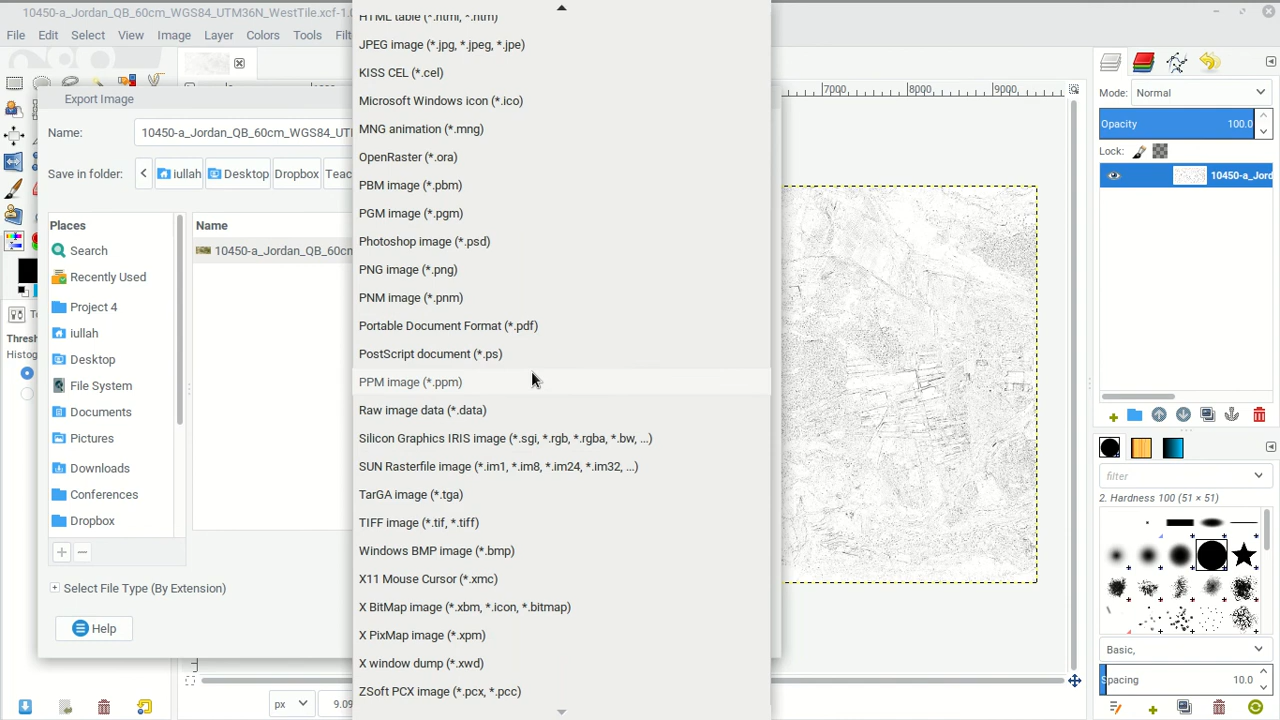 10450-a_Jordan_QB_60cm_WGS84_UTM36N_WestTile.xcf-1.0
File Edit Select View Image Layer Colors Tools
Export Image
Name: 10450-a_Jordan_QB_60cm_WGS84_UTM
Save in folder: iullah Desktop Dropbox
Places
Search
Recently Used
Project 4
iullah
Desktop
File System
Documents
Pictures
Downloads
Conferences
Dropbox
Name
10450-a_Jordan_QB_60cm
Select File Type (By Extension)
Help
HTML table (*.html, *.htm)
JPEG image (*.jpg, *.jpeg, *.jpe)
KISS CEL (*.cel)
Microsoft Windows icon (*.ico)
MNG animation (*.mng)
OpenRaster (*.ora)
PBM image (*.pbm)
PGM image (*.pgm)
Photoshop image (*.psd)
PNG image (*.png)
PNM image (*.pnm)
Portable Document Format (*.pdf)
PostScript document (*.ps)
PPM image (*.ppm)
Raw image data (*.data)
Silicon Graphics IRIS image (*.sgi, *.rgb, *.rgba, *.bw, ...)
SUN Rasterfile image (*.im1, *.im8, *.im24, *.im32, ...)
TarGA image (*.tga)
TIFF image (*.tif, *.tiff)
Windows BMP image (*.bmp)
X11 Mouse Cursor (*.xmc)
X BitMap image (*.xbm, *.icon, *.bitmap)
X PixMap image (*.xpm)
X window dump (*.xwd)
ZSoft PCX image (*.pcx, *.pcc)
px
7000 8000 9000
Mode: Normal
Opacity 100.0
Lock:
10450-a_Jord
filter
2. Hardness 100 (51 × 51)
Basic,
Spacing 10.0